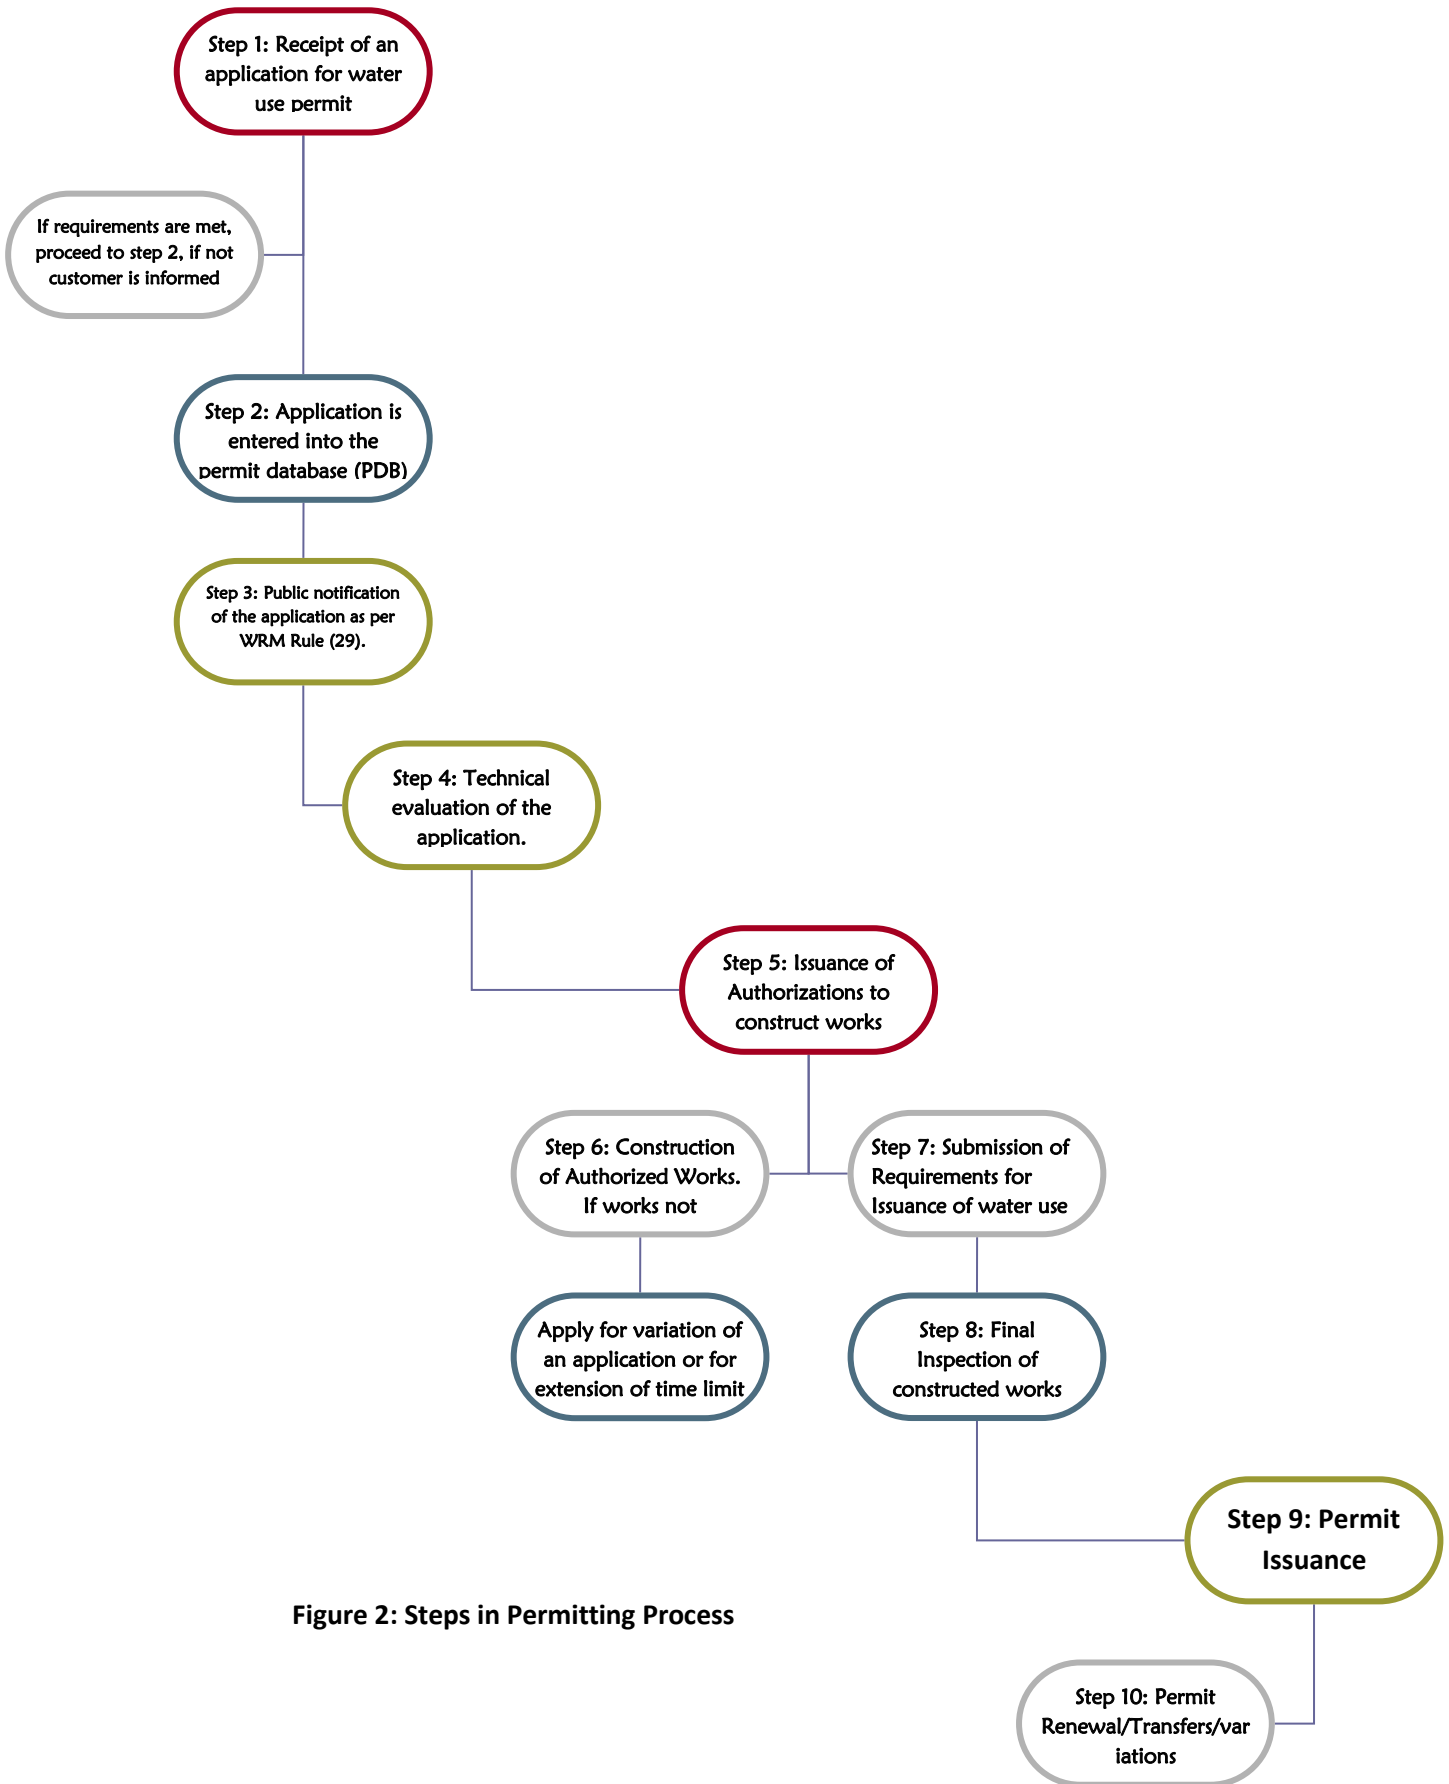 Step 1: Receipt of an
application for water
use permit
If requirements are met,
proceed to step 2, if not
customer is informed
Step 2: Application is
entered into the
permit database (PDB)
Step 3: Public notification
of the application as per
WRM Rule (29).
Step 4: Technical
evaluation of the
application.
Step 5: Issuance of
Authorizations to
construct works
Step 6: Construction
of Authorized Works.
If works not
Step 7: Submission of
Requirements for
Issuance of water use
Apply for variation of
an application or for
extension of time limit
Step 8: Final
Inspection of
constructed works
Step 9: Permit
Issuance
Figure 2: Steps in Permitting Process
Step 10: Permit
Renewal/Transfers/var
iations